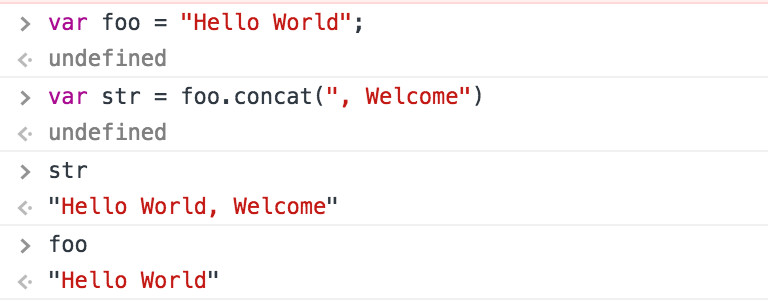 > var foo = "Hello World";
<· undefined
> var str = foo.concat(", Welcome")
<· undefined
> str
<· "Hello World, Welcome"
> foo
<· "Hello World"